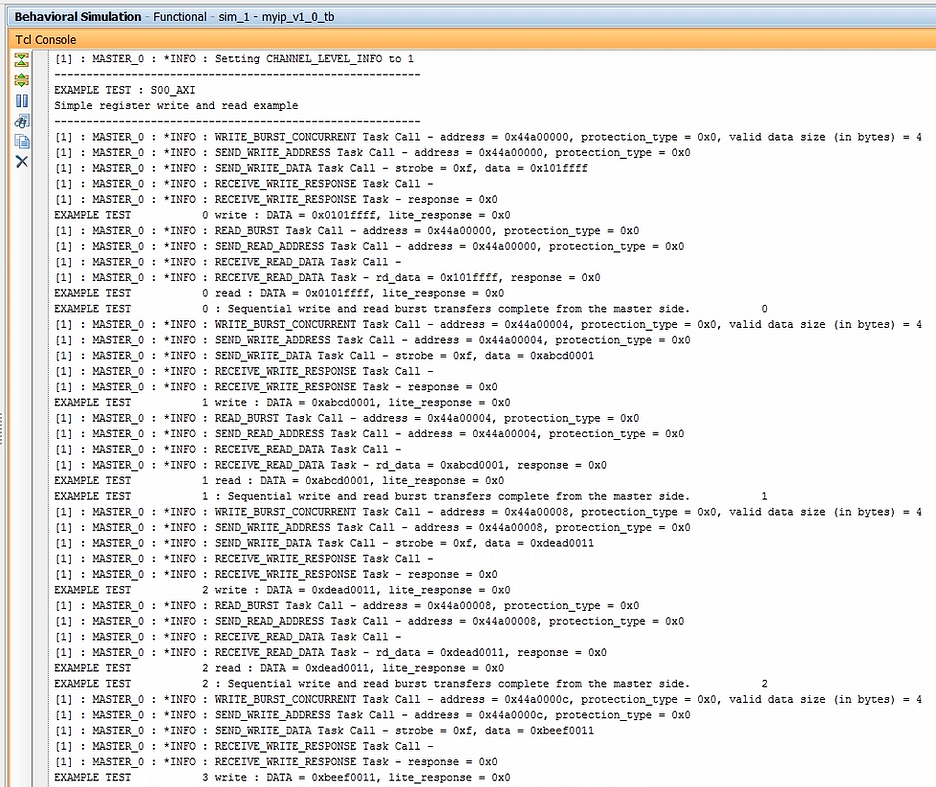 Behavioral Simulation - Functional - sim_1 - myip_v1_0_tb
Tcl Console
[1] : MASTER_0 : *INFO : Setting CHANNEL_LEVEL_INFO to 1
---------------------------------------------------------
EXAMPLE TEST : S00_AXI
Simple register write and read example
---------------------------------------------------------
[1] : MASTER_0 : *INFO : WRITE_BURST_CONCURRENT Task Call - address = 0x44a00000, protection_type = 0x0, valid data size (in bytes) = 4
[1] : MASTER_0 : *INFO : SEND_WRITE_ADDRESS Task Call - address = 0x44a00000, protection_type = 0x0
[1] : MASTER_0 : *INFO : SEND_WRITE_DATA Task Call - strobe = 0xf, data = 0x101ffff
[1] : MASTER_0 : *INFO : RECEIVE_WRITE_RESPONSE Task Call -
[1] : MASTER_0 : *INFO : RECEIVE_WRITE_RESPONSE Task - response = 0x0
EXAMPLE TEST           0 write : DATA = 0x0101ffff, lite_response = 0x0
[1] : MASTER_0 : *INFO : READ_BURST Task Call - address = 0x44a00000, protection_type = 0x0
[1] : MASTER_0 : *INFO : SEND_READ_ADDRESS Task Call - address = 0x44a00000, protection_type = 0x0
[1] : MASTER_0 : *INFO : RECEIVE_READ_DATA Task Call -
[1] : MASTER_0 : *INFO : RECEIVE_READ_DATA Task - rd_data = 0x101ffff, response = 0x0
EXAMPLE TEST           0 read : DATA = 0x0101ffff, lite_response = 0x0
EXAMPLE TEST           0 : Sequential write and read burst transfers complete from the master side.           0
[1] : MASTER_0 : *INFO : WRITE_BURST_CONCURRENT Task Call - address = 0x44a00004, protection_type = 0x0, valid data size (in bytes) = 4
[1] : MASTER_0 : *INFO : SEND_WRITE_ADDRESS Task Call - address = 0x44a00004, protection_type = 0x0
[1] : MASTER_0 : *INFO : SEND_WRITE_DATA Task Call - strobe = 0xf, data = 0xabcd0001
[1] : MASTER_0 : *INFO : RECEIVE_WRITE_RESPONSE Task Call -
[1] : MASTER_0 : *INFO : RECEIVE_WRITE_RESPONSE Task - response = 0x0
EXAMPLE TEST           1 write : DATA = 0xabcd0001, lite_response = 0x0
[1] : MASTER_0 : *INFO : READ_BURST Task Call - address = 0x44a00004, protection_type = 0x0
[1] : MASTER_0 : *INFO : SEND_READ_ADDRESS Task Call - address = 0x44a00004, protection_type = 0x0
[1] : MASTER_0 : *INFO : RECEIVE_READ_DATA Task Call -
[1] : MASTER_0 : *INFO : RECEIVE_READ_DATA Task - rd_data = 0xabcd0001, response = 0x0
EXAMPLE TEST           1 read : DATA = 0xabcd0001, lite_response = 0x0
EXAMPLE TEST           1 : Sequential write and read burst transfers complete from the master side.           1
[1] : MASTER_0 : *INFO : WRITE_BURST_CONCURRENT Task Call - address = 0x44a00008, protection_type = 0x0, valid data size (in bytes) = 4
[1] : MASTER_0 : *INFO : SEND_WRITE_ADDRESS Task Call - address = 0x44a00008, protection_type = 0x0
[1] : MASTER_0 : *INFO : SEND_WRITE_DATA Task Call - strobe = 0xf, data = 0xdead0011
[1] : MASTER_0 : *INFO : RECEIVE_WRITE_RESPONSE Task Call -
[1] : MASTER_0 : *INFO : RECEIVE_WRITE_RESPONSE Task - response = 0x0
EXAMPLE TEST           2 write : DATA = 0xdead0011, lite_response = 0x0
[1] : MASTER_0 : *INFO : READ_BURST Task Call - address = 0x44a00008, protection_type = 0x0
[1] : MASTER_0 : *INFO : SEND_READ_ADDRESS Task Call - address = 0x44a00008, protection_type = 0x0
[1] : MASTER_0 : *INFO : RECEIVE_READ_DATA Task Call -
[1] : MASTER_0 : *INFO : RECEIVE_READ_DATA Task - rd_data = 0xdead0011, response = 0x0
EXAMPLE TEST           2 read : DATA = 0xdead0011, lite_response = 0x0
EXAMPLE TEST           2 : Sequential write and read burst transfers complete from the master side.           2
[1] : MASTER_0 : *INFO : WRITE_BURST_CONCURRENT Task Call - address = 0x44a0000c, protection_type = 0x0, valid data size (in bytes) = 4
[1] : MASTER_0 : *INFO : SEND_WRITE_ADDRESS Task Call - address = 0x44a0000c, protection_type = 0x0
[1] : MASTER_0 : *INFO : SEND_WRITE_DATA Task Call - strobe = 0xf, data = 0xbeef0011
[1] : MASTER_0 : *INFO : RECEIVE_WRITE_RESPONSE Task Call -
[1] : MASTER_0 : *INFO : RECEIVE_WRITE_RESPONSE Task - response = 0x0
EXAMPLE TEST           3 write : DATA = 0xbeef0011, lite_response = 0x0